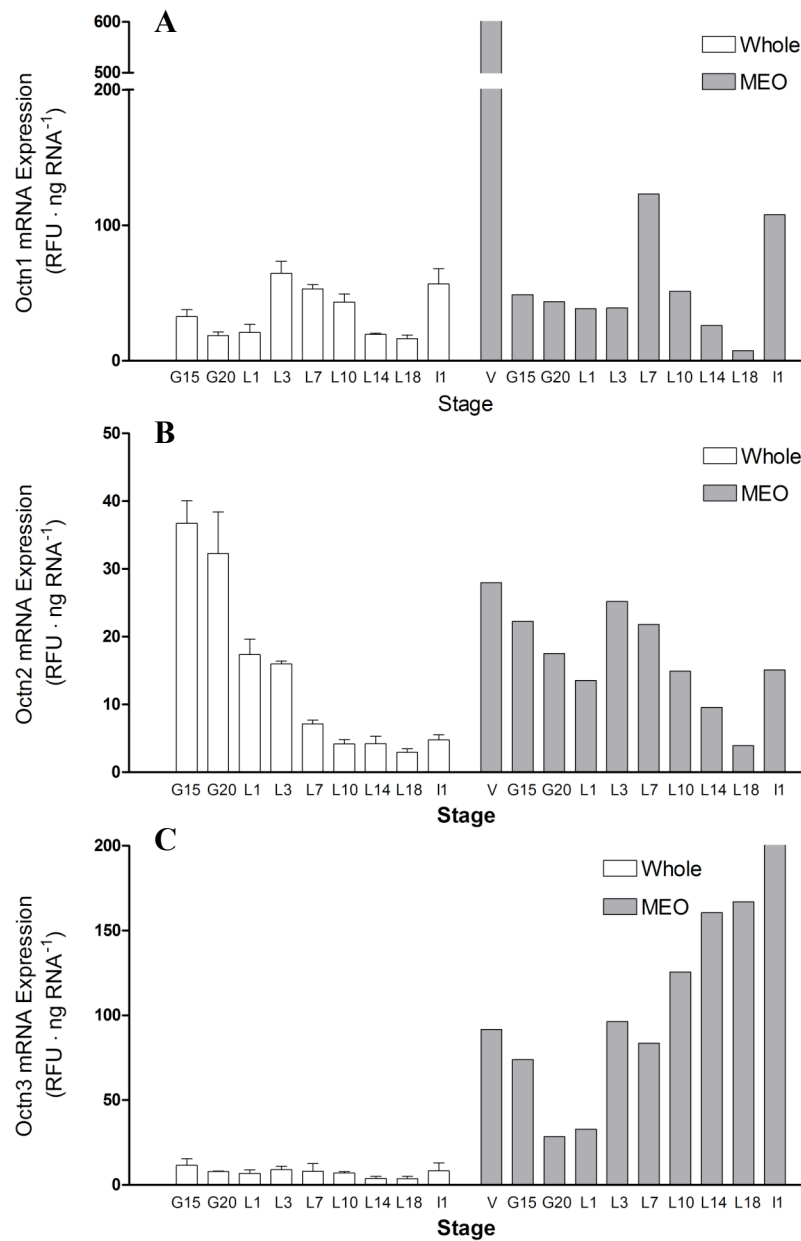 A
600
500
200
100
0
Octn1 mRNA Expression
(RFU · ng RNA⁻¹)
Whole
MEO
G15 G20 L1 L3 L7 L10 L14 L18 I1 V G15 G20 L1 L3 L7 L10 L14 L18 I1
Stage
B
50
40
30
20
10
0
Octn2 mRNA Expression
(RFU · ng RNA⁻¹)
Whole
MEO
G15 G20 L1 L3 L7 L10 L14 L18 I1 V G15 G20 L1 L3 L7 L10 L14 L18 I1
Stage
C
200
150
100
50
0
Octn3 mRNA Expression
(RFU · ng RNA⁻¹)
Whole
MEO
G15 G20 L1 L3 L7 L10 L14 L18 I1 V G15 G20 L1 L3 L7 L10 L14 L18 I1
Stage